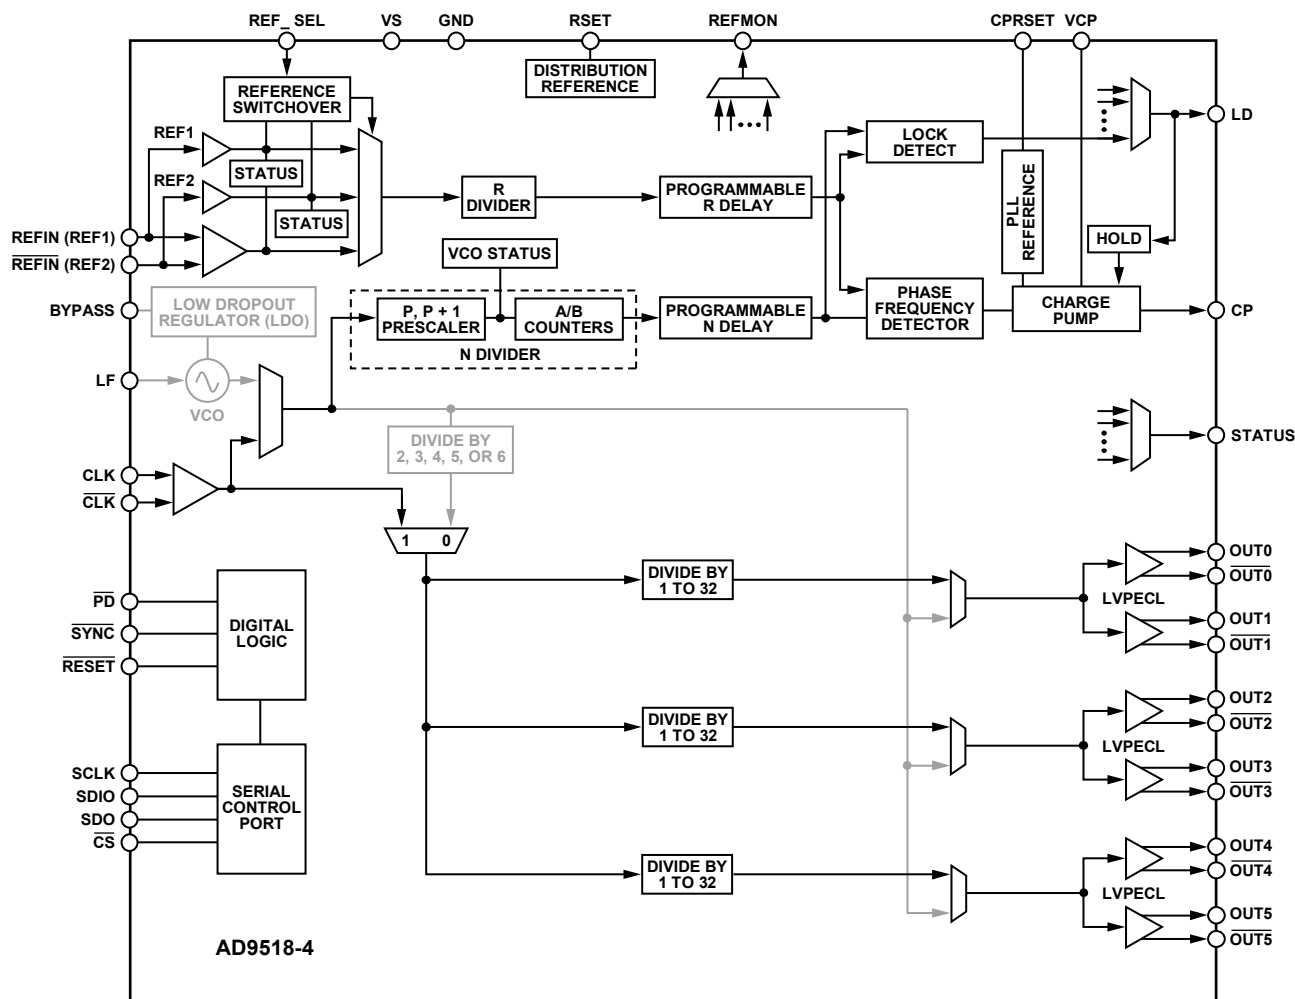 REF_ SEL
VS
GND
RSET
REFMON
CPRSET
VCP
DISTRIBUTION
REFERENCE
REFERENCE
SWITCHOVER
LD
REF1
LOCK
DETECT
STATUS
REF2
R
DIVIDER
PROGRAMMABLE
R DELAY
STATUS
PLL
REFERENCE
REFIN (REF1)
REFIN (REF2)
HOLD
VCO STATUS
BYPASS
LOW DROPOUT
REGULATOR (LDO)
P, P + 1
PRESCALER
A/B
COUNTERS
N DIVIDER
PROGRAMMABLE
N DELAY
PHASE
FREQUENCY
DETECTOR
CHARGE
PUMP
CP
LF
VCO
DIVIDE BY
2, 3, 4, 5, OR 6
STATUS
CLK
CLK
1 0
DIVIDE BY
1 TO 32
LVPECL
OUT0
OUT0
OUT1
OUT1
PD
SYNC
RESET
DIGITAL
LOGIC
DIVIDE BY
1 TO 32
LVPECL
OUT2
OUT2
OUT3
OUT3
SCLK
SDIO
SDO
CS
SERIAL
CONTROL
PORT
DIVIDE BY
1 TO 32
LVPECL
OUT4
OUT4
OUT5
OUT5
AD9518-4